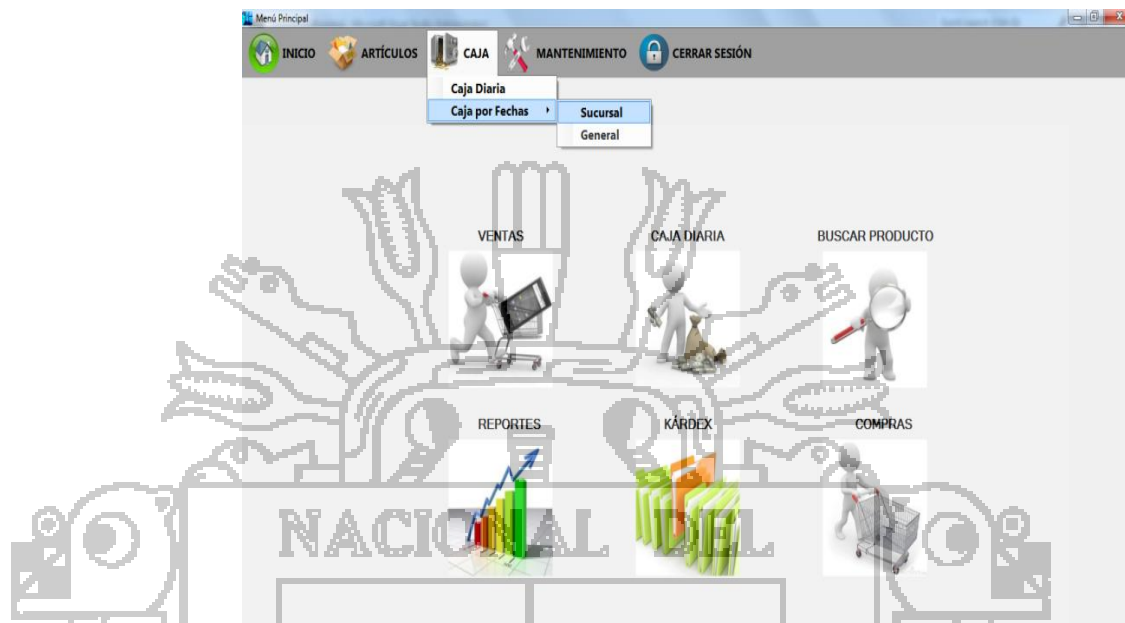 Menú Principal
INICIO ARTÍCULOS CAJA MANTENIMIENTO CERRAR SESIÓN
Caja Diaria
Caja por Fechas Sucursal
General
VENTAS CAJA DIARIA BUSCAR PRODUCTO
REPORTES KÁRDEX COMPRAS
NACIONAL DEL